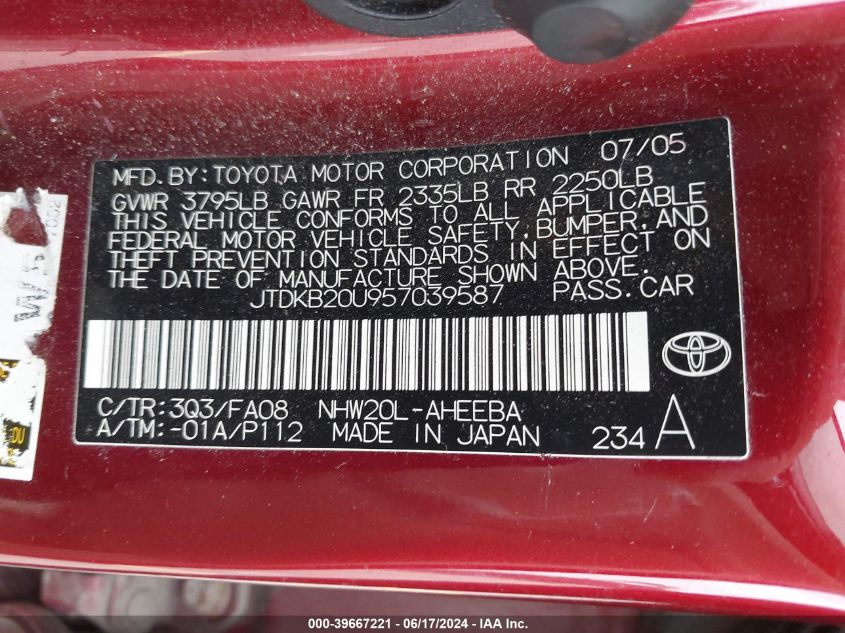 MFD. BY: TOYOTA MOTOR CORPORATION 07/05
GVWR 3795LB GAWR FR 2335LB RR 2250LB
THIS VEHICLE CONFORMS TO ALL APPLICABLE
FEDERAL MOTOR VEHICLE SAFETY, BUMPER, AND
THEFT PREVENTION STANDARDS IN EFFECT ON
THE DATE OF MANUFACTURE SHOWN ABOVE.
JTDKB20U957039587 PASS. CAR
C/TR: 3Q3/FA08 NHW20L-AHEEBA
A/TM: -01A/P112 MADE IN JAPAN 234 A
DU
000-39667221 - 06/17/2024 - IAA Inc.